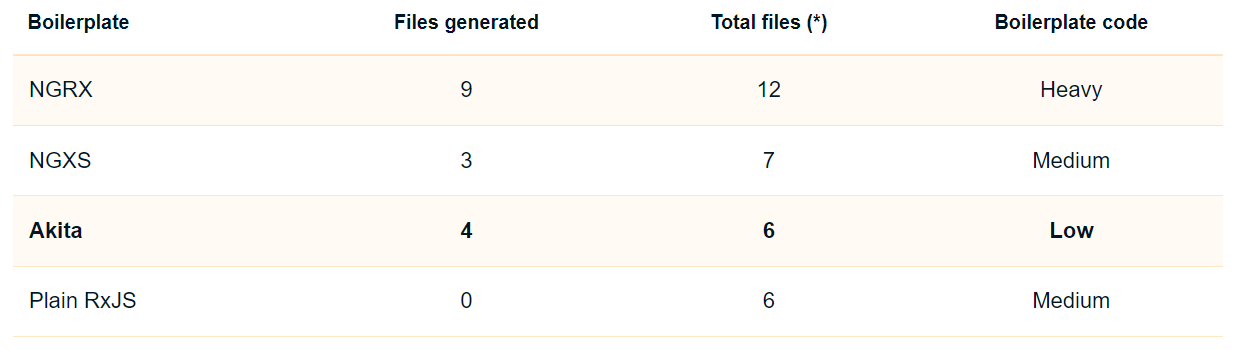 Boilerplate Files generated Total files (*) Boilerplate code
NGRX 9 12 Heavy
NGXS 3 7 Medium
Akita 4 6 Low
Plain RxJS 0 6 Medium